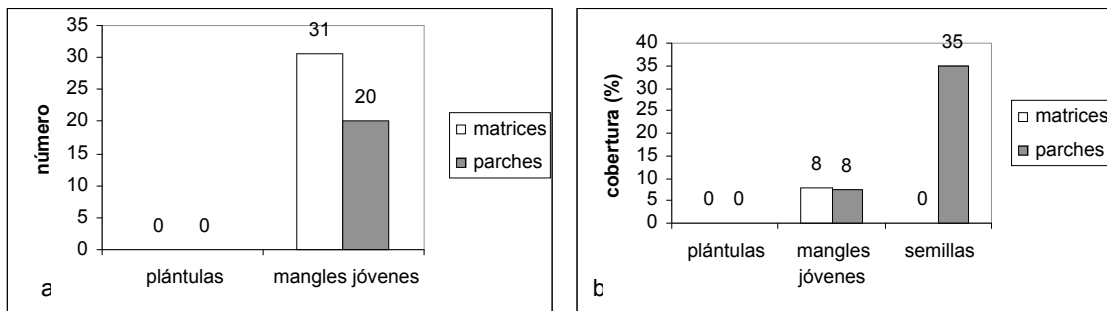 35
30
25
20
15
10
5
0
número
31
20
0
0
plántulas
mangles jóvenes
matrices
parches
a
40
35
30
25
20
15
10
5
0
cobertura (%)
35
8
8
0
0
0
plántulas
mangles
jóvenes
semillas
matrices
parches
b